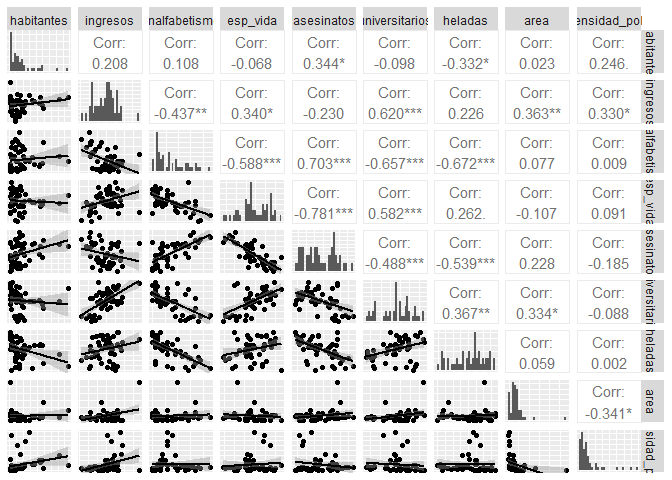 habitantes ingresos nalfabetism esp_vida asesinatos universitarios heladas area ensidad_pol
Corr: Corr: Corr: Corr: Corr: Corr: Corr: Corr:
0.208 0.108 -0.068 0.344* -0.098 -0.332* 0.023 0.246.
abitante
Corr: Corr: Corr: Corr: Corr: Corr: Corr:
-0.437** 0.340* -0.230 0.620*** 0.226 0.363** 0.330*
ingresos
Corr: Corr: Corr: Corr: Corr: Corr:
-0.588*** 0.703*** -0.657*** -0.672*** 0.077 0.009
alfabetis
Corr: Corr: Corr: Corr: Corr:
-0.781*** 0.582*** 0.262. -0.107 0.091
esp_vida
Corr: Corr: Corr: Corr:
-0.488*** -0.539*** 0.228 -0.185
sesinato
Corr: Corr: Corr:
0.367** 0.334* -0.088
iversitari
Corr: Corr:
0.059 0.002
heladas
Corr:
-0.341*
area
sidad_p